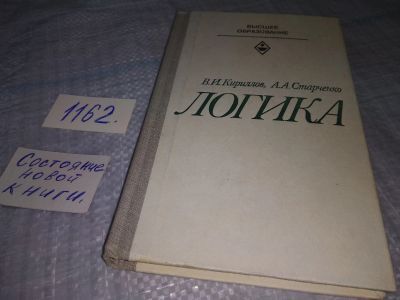 ВЫСШЕЕ
ОБРАЗОВАНИЕ
В.И.Кириллов, А.А.Старченко
ЛОГИКА
1162.
Состояние
новой
книги.